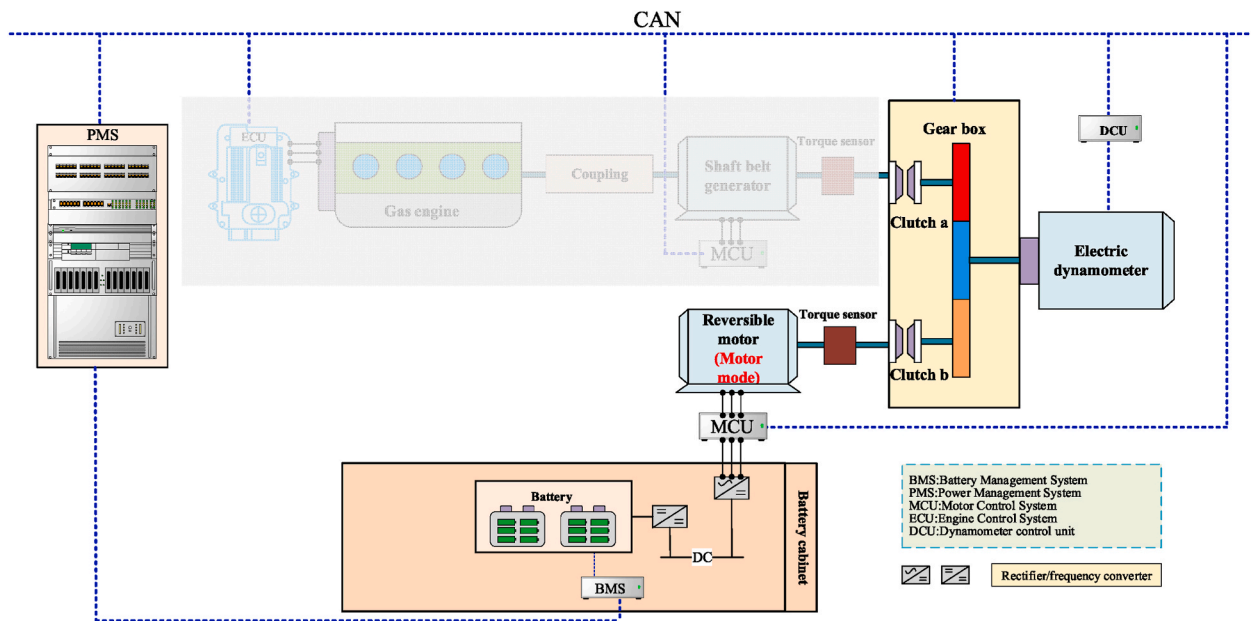 CAN
PMS
ECU
Gas engine
Coupling
Shaft belt
generator
MCU
Torque sensor
Gear box
Clutch a
Clutch b
DCU
Electric
dynamometer
Reversible
motor
(Motor
mode)
Torque sensor
MCU
Battery
DC
BMS
Battery cabinet
BMS:Battery Management System
PMS:Power Management System
MCU:Motor Control System
ECU:Engine Control System
DCU:Dynamometer control unit
Rectifier/frequency converter